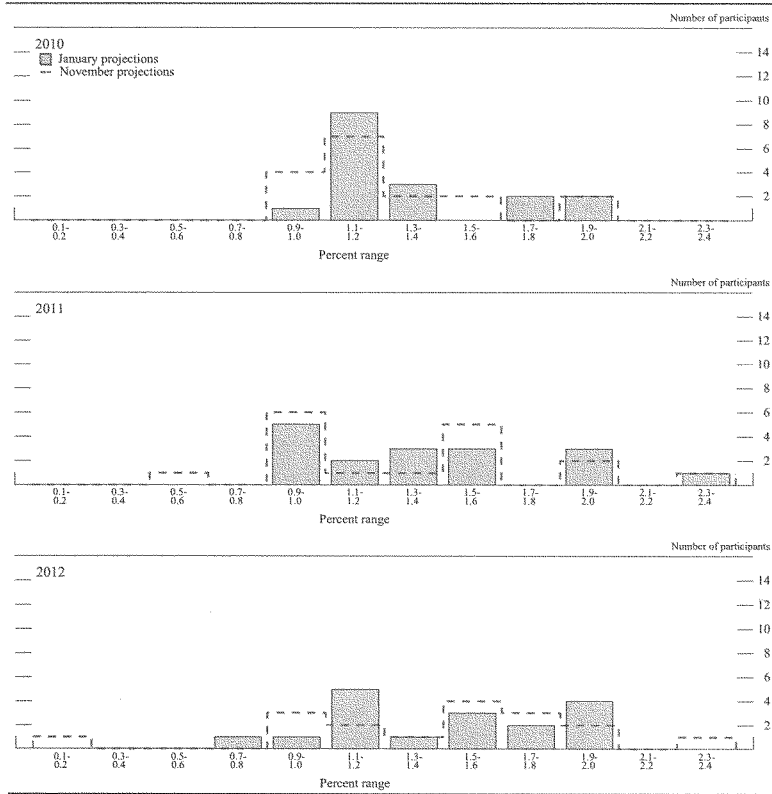 Number of participants
2010
January projections
November projections
14
12
10
8
6
4
2
0.1- 0.3- 0.5- 0.7- 0.9- 1.1- 1.3- 1.5- 1.7- 1.9- 2.1- 2.3-
0.2 0.4 0.6 0.8 1.0 1.2 1.4 1.6 1.8 2.0 2.2 2.4
Percent range
Number of participants
2011
14
12
10
8
6
4
2
0.1- 0.3- 0.5- 0.7- 0.9- 1.1- 1.3- 1.5- 1.7- 1.9- 2.1- 2.3-
0.2 0.4 0.6 0.8 1.0 1.2 1.4 1.6 1.8 2.0 2.2 2.4
Percent range
Number of participants
2012
14
12
10
8
6
4
2
0.1- 0.3- 0.5- 0.7- 0.9- 1.1- 1.3- 1.5- 1.7- 1.9- 2.1- 2.3-
0.2 0.4 0.6 0.8 1.0 1.2 1.4 1.6 1.8 2.0 2.2 2.4
Percent range